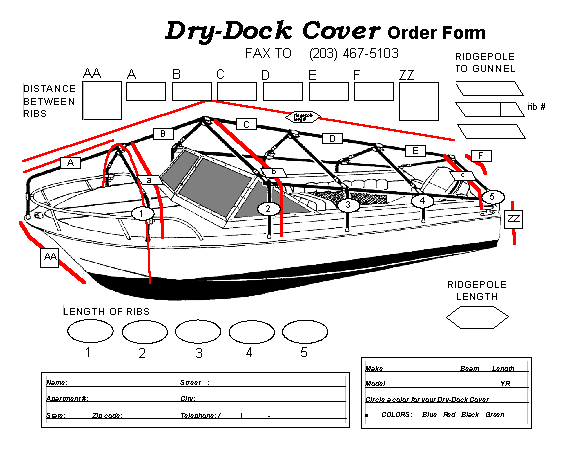 Dry-Dock Cover Order Form
FAX TO (203) 467-5103
RIDGEPOLE
TO GUNNEL
rib #
DISTANCE
BETWEEN
RIBS
AA A B C D E F ZZ
A B C D E F
a b c
1 2 3 4 5
AA
ZZ
RIDGEPOLE
LENGTH
LENGTH OF RIBS
1 2 3 4 5
Name: Street :
Apartment#: City:
State: Zip code: Telephone: / ) -
Make Beam Length
Model YR
Circle a color for your Dry-Dock Cover
COLORS: Blue Red Black Green